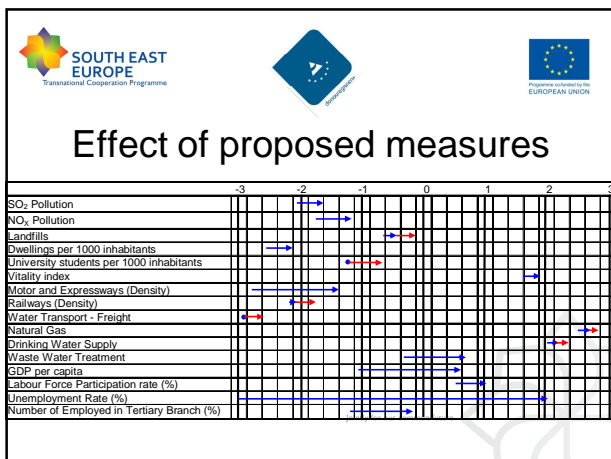 SOUTH EAST
EUROPE
Transnational Cooperation Programme
Programme co-funded by the
EUROPEAN UNION
Effect of proposed measures
-3 -2 -1 0 1 2 3
SO₂ Pollution
NOX Pollution
Landfills
Dwellings per 1000 inhabitants
University students per 1000 inhabitants
Vitality index
Motor and Expressways (Density)
Railways (Density)
Water Transport - Freight
Natural Gas
Drinking Water Supply
Waste Water Treatment
GDP per capita
Labour Force Participation rate (%)
Unemployment Rate (%)
Number of Employed in Tertiary Branch (%)